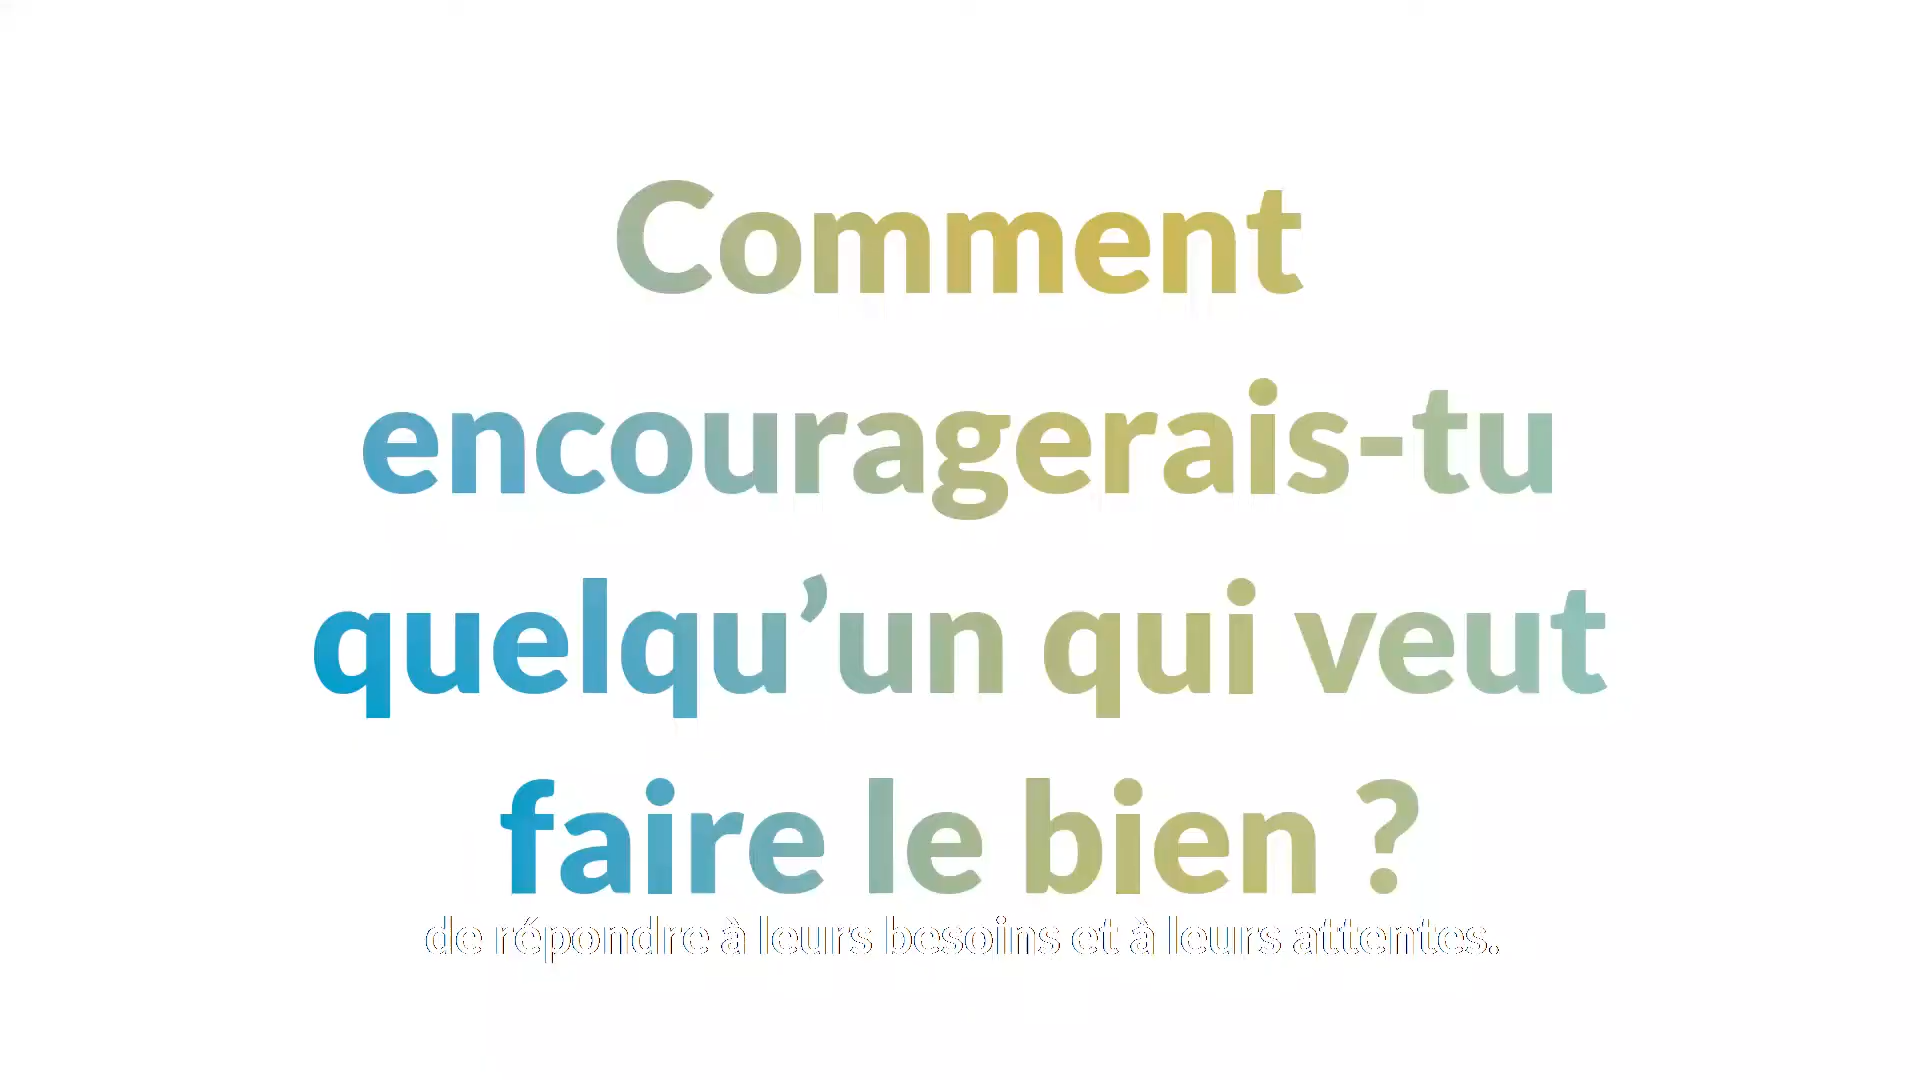 Comment
encouragerais-tu
quelqu’un qui veut
faire le bien ?
de répondre à leurs besoins et à leurs attentes.